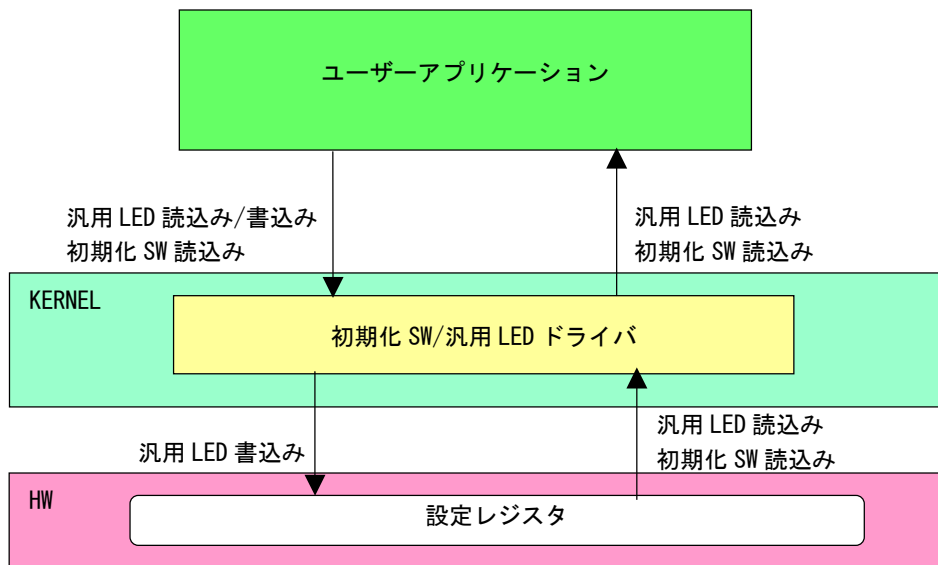 ユーザーアプリケーション
汎用 LED 読込み/書込み
初期化 SW 読込み
汎用 LED 読込み
初期化 SW 読込み
KERNEL
初期化 SW/汎用 LED ドライバ
汎用 LED 書込み
汎用 LED 読込み
初期化 SW 読込み
HW
設定レジスタ